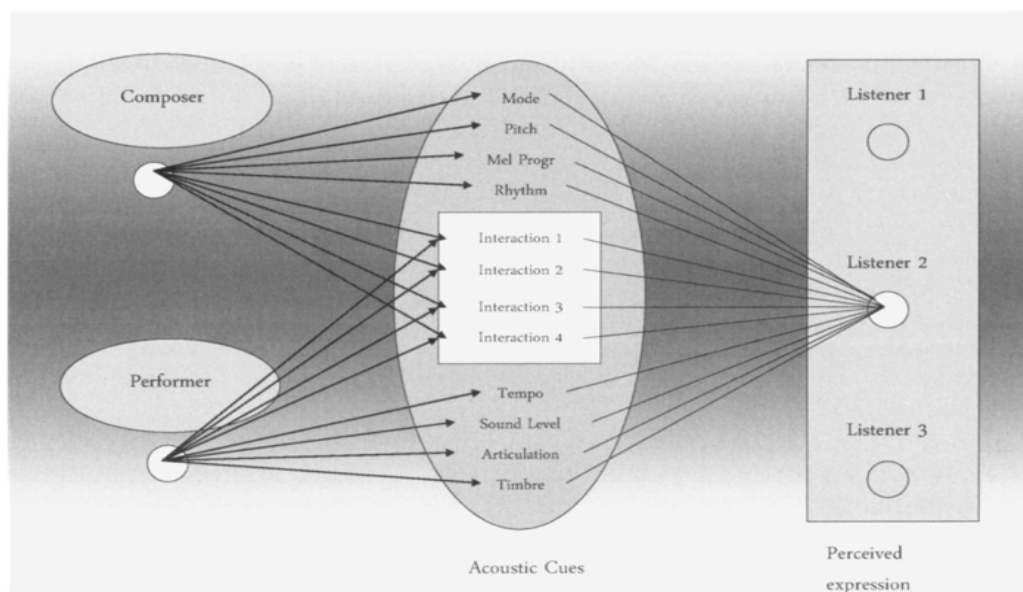 Composer
Performer
Mode
Pitch
Mel Progr
Rhythm
Interaction 1
Interaction 2
Interaction 3
Interaction 4
Tempo
Sound Level
Articulation
Timbre
Acoustic Cues
Listener 1
Listener 2
Listener 3
Perceived
expression